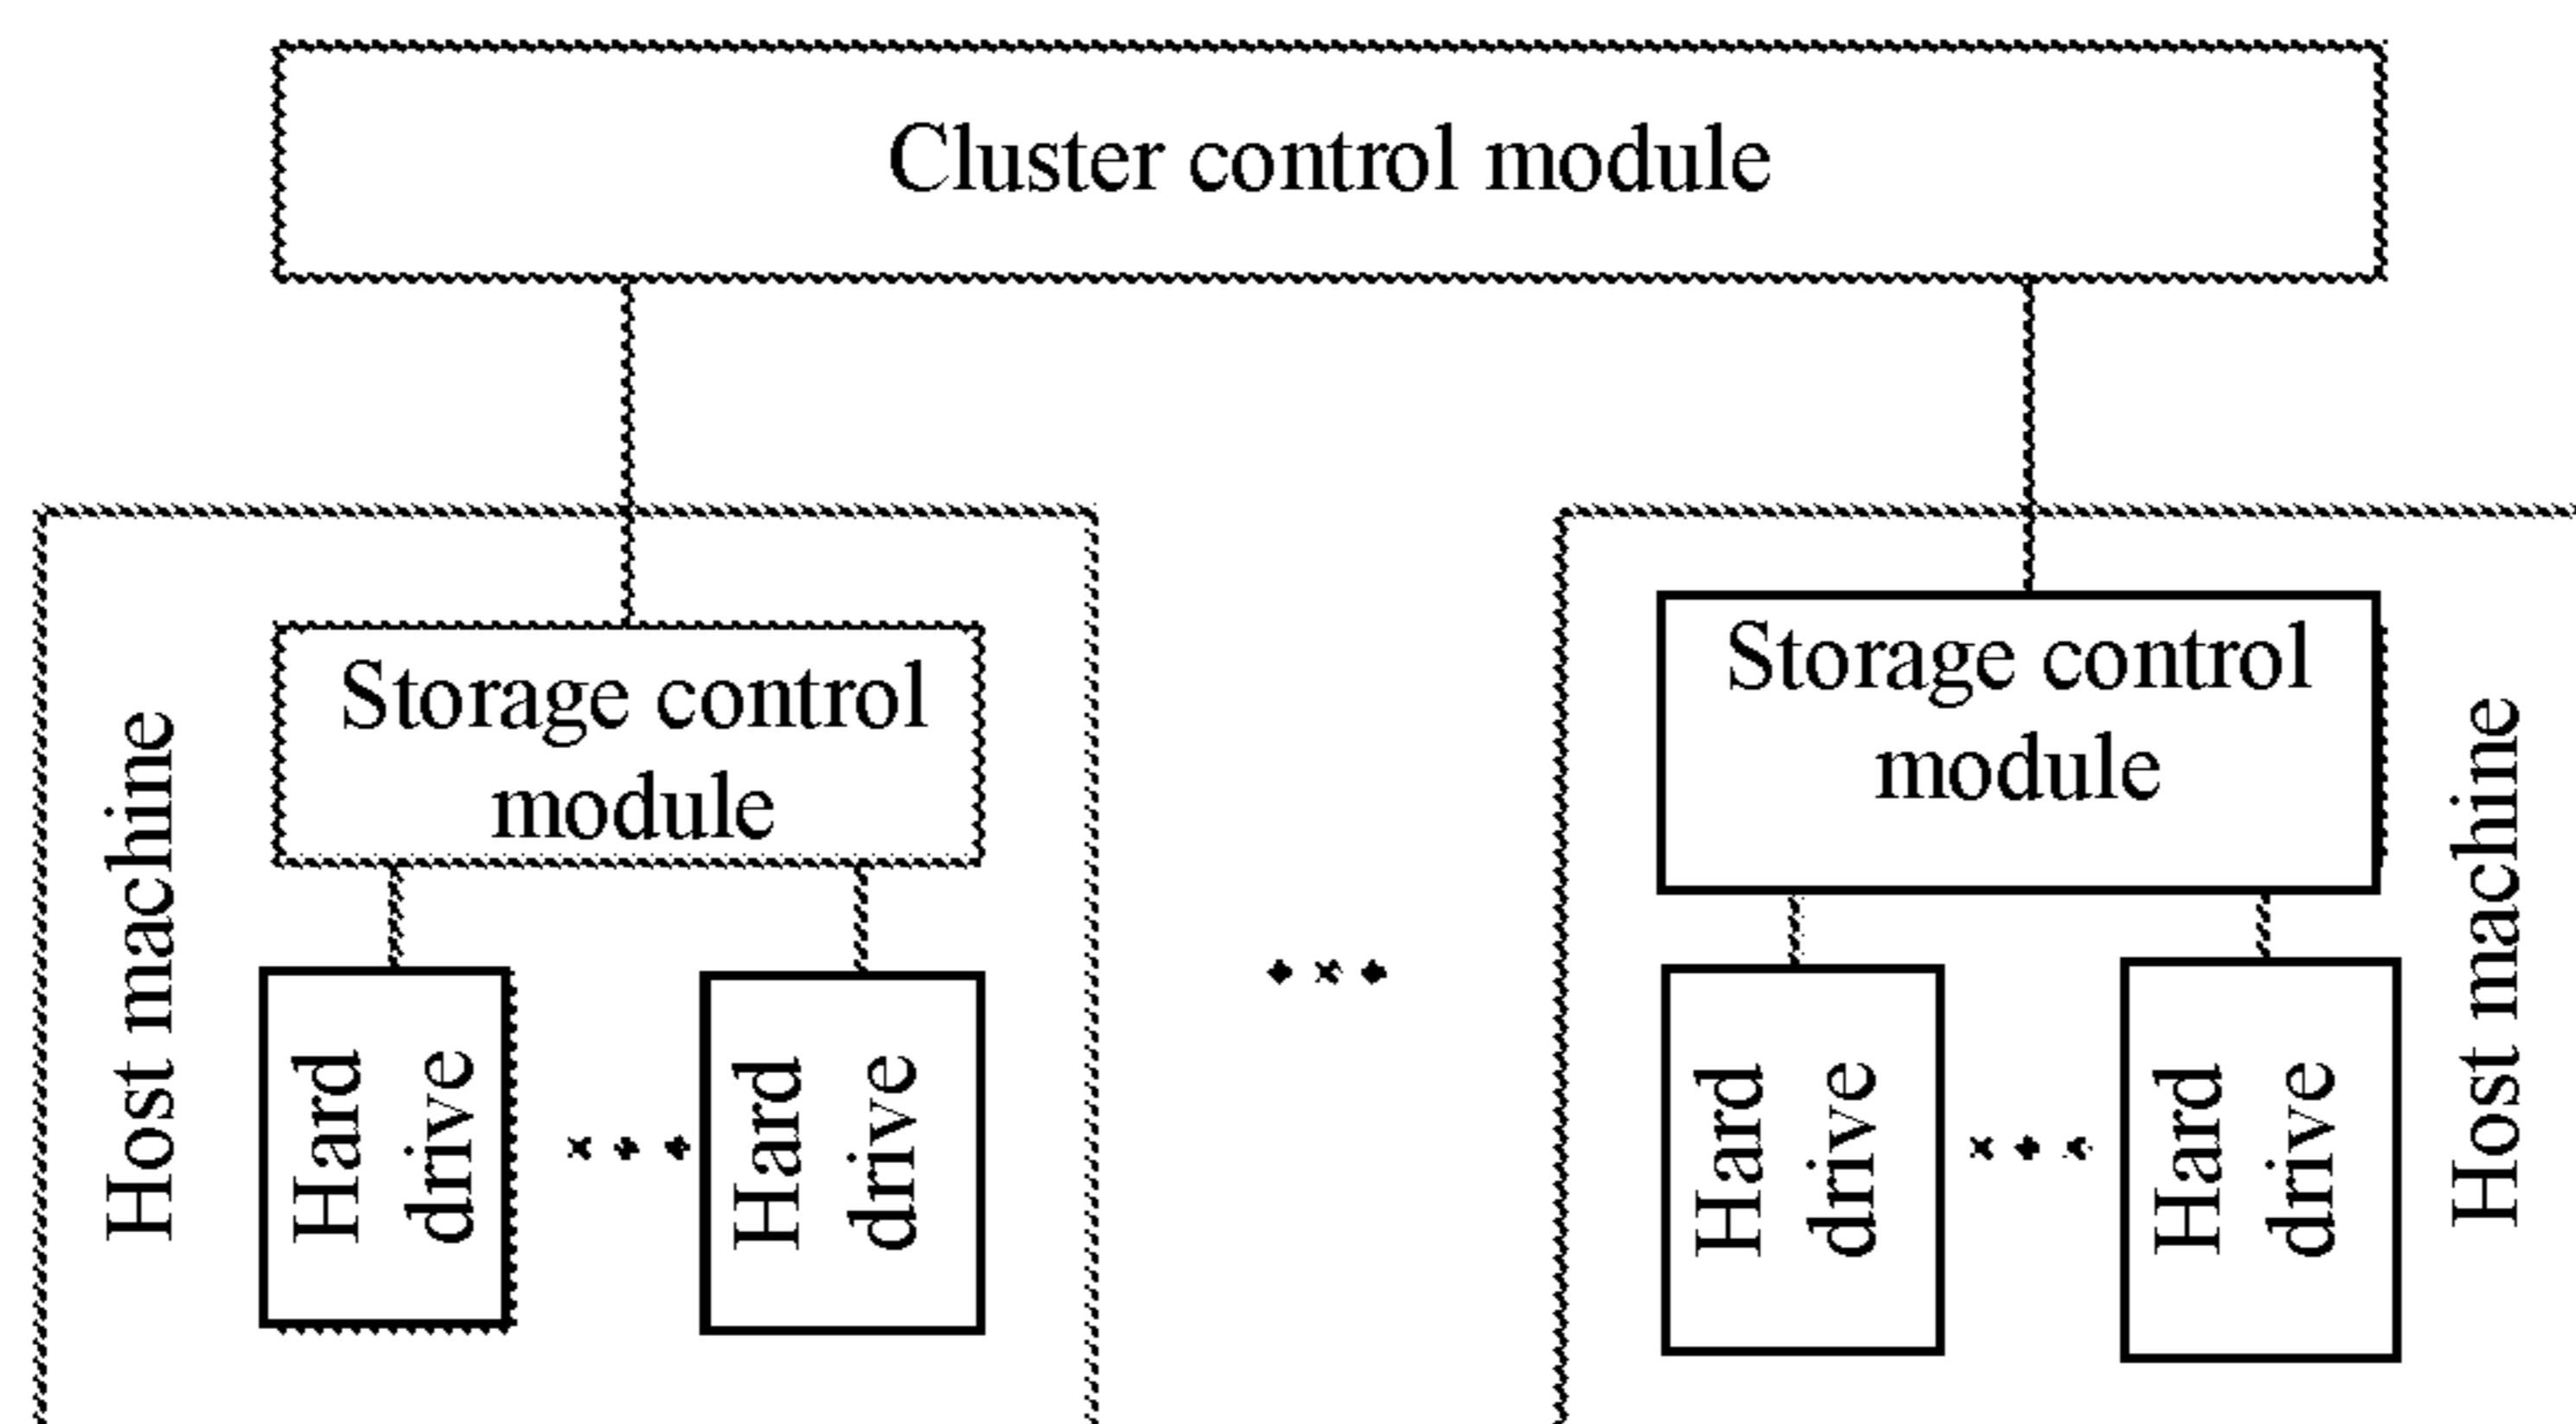 Cluster control module
Host machine
Storage control
module
Hard
drive
Hard
drive
Storage control
module
Hard
drive
Hard
drive
Host machine